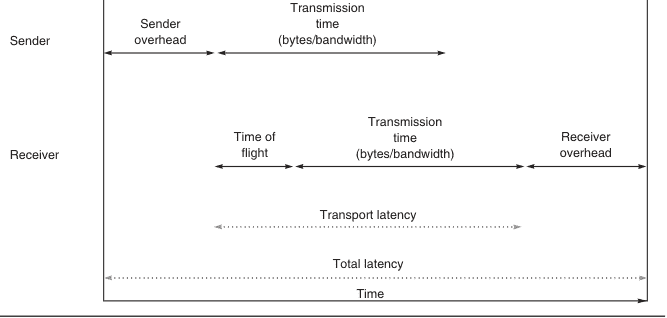 Transmission
time
(bytes/bandwidth)
Sender
overhead
Sender
Transmission
time
(bytes/bandwidth)
Time of
flight
Receiver
overhead
Receiver
Transport latency
Total latency
Time